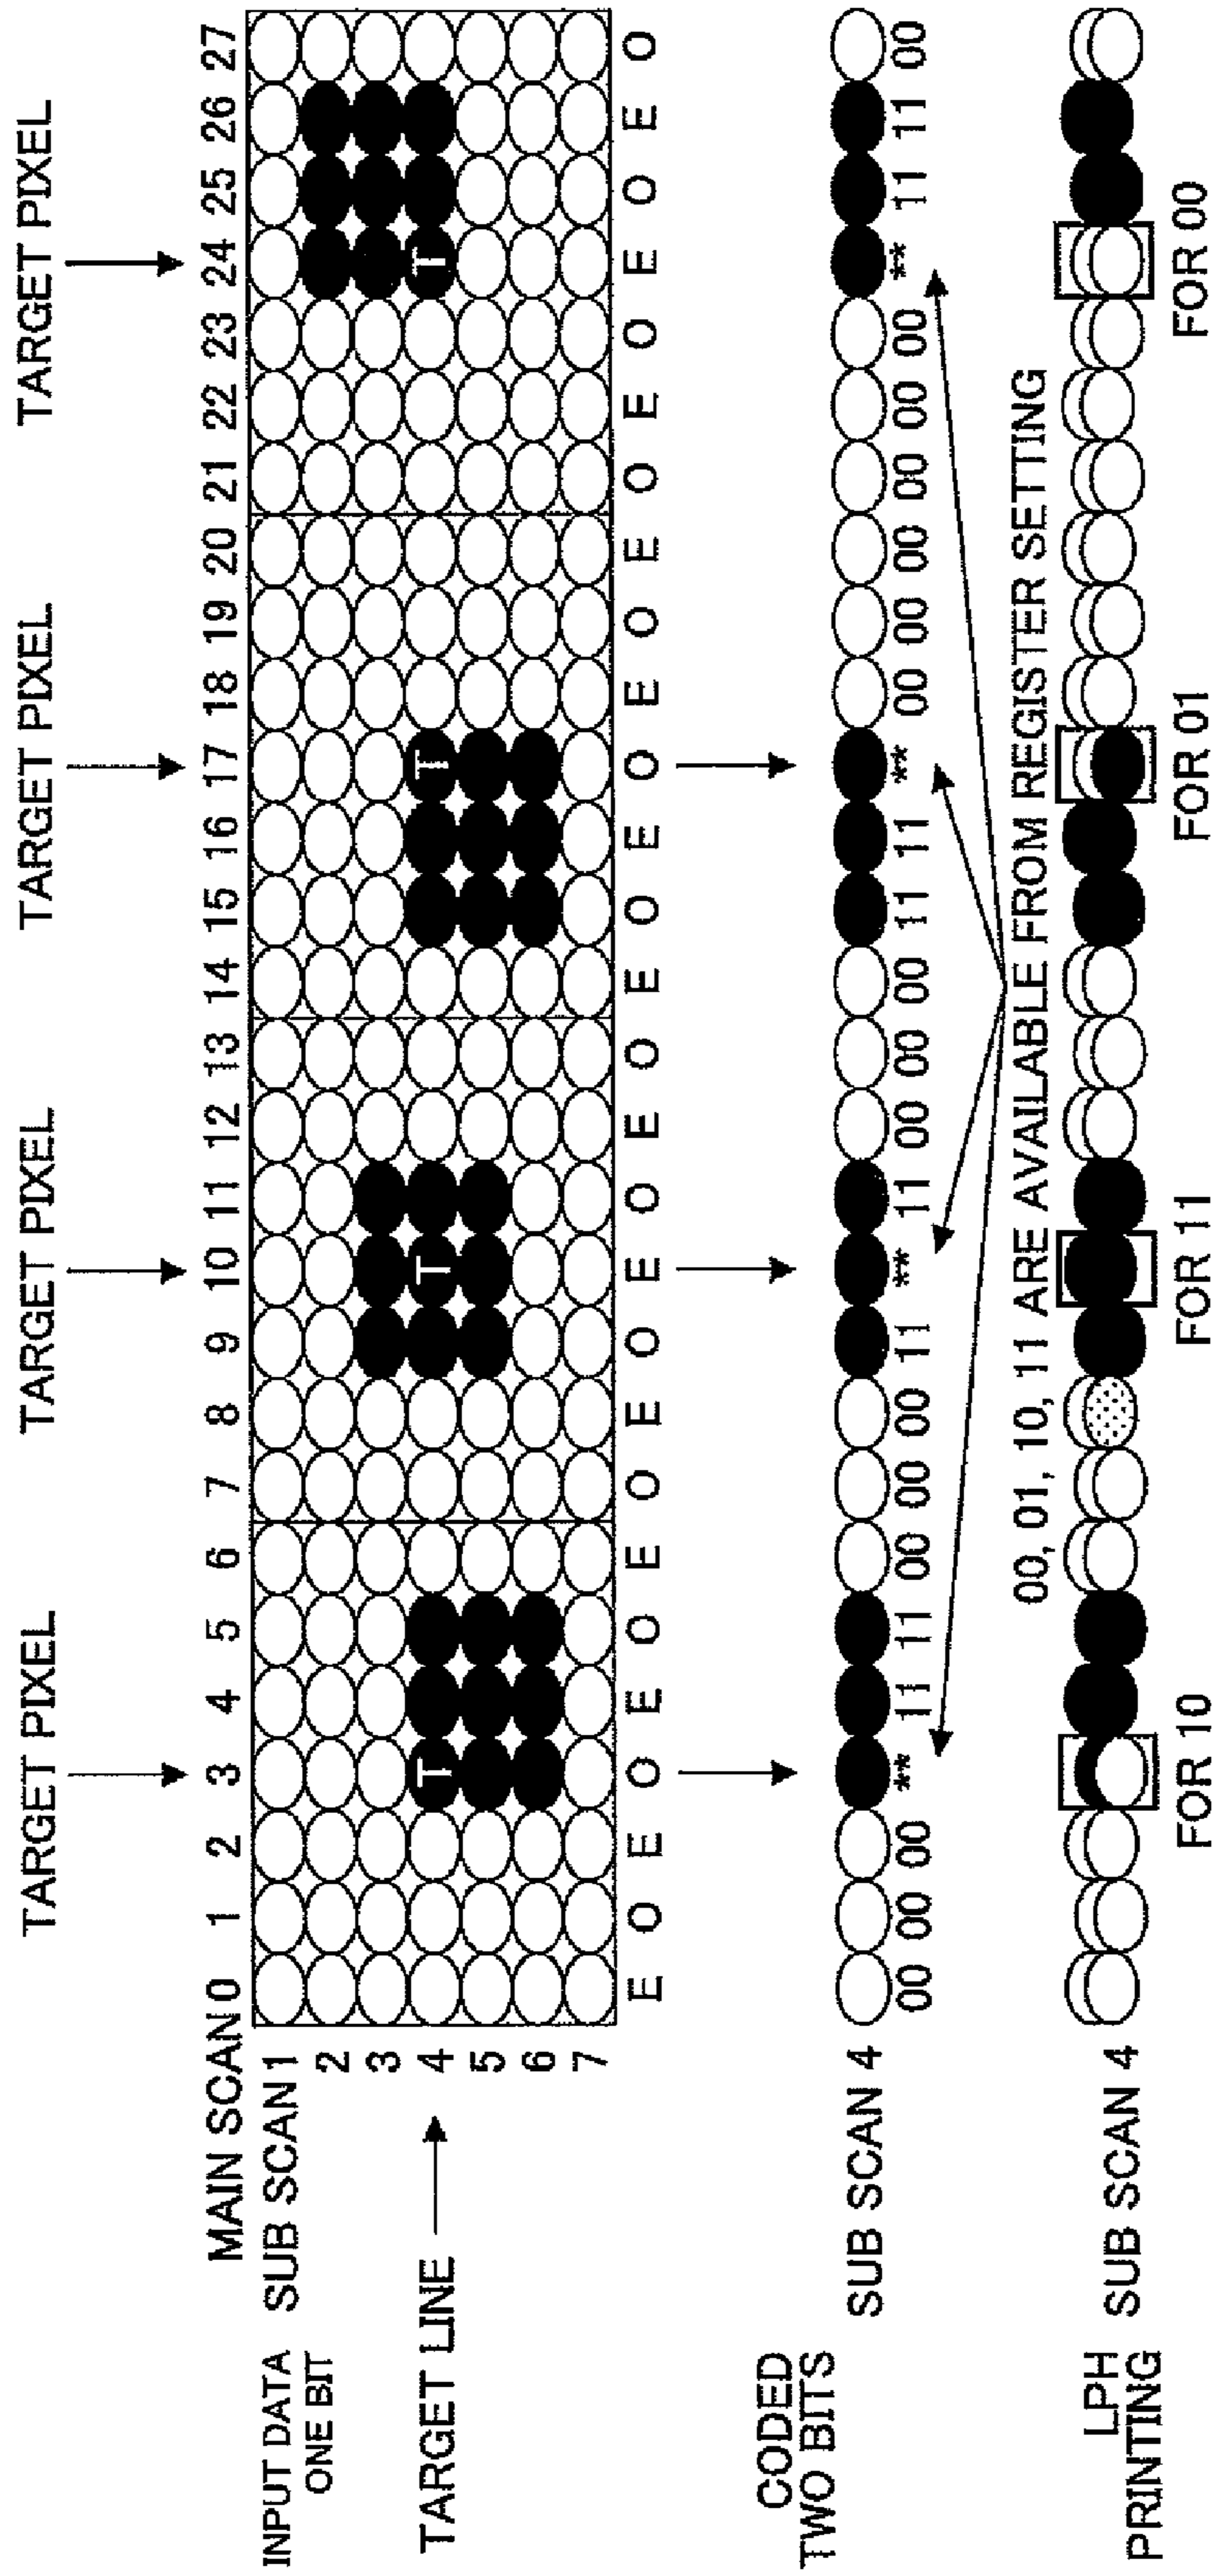 TARGET PIXEL TARGET PIXEL TARGET PIXEL TARGET PIXEL
MAIN SCAN 0 1 2 3 4 5 6 7 8 9 10 11 12 13 14 15 16 17 18 19 20 21 22 23 24 25 26 27
INPUT DATA
ONE BIT
SUB SCAN 1
2
3
TARGET LINE
4 T T T T
5
6
7
E O E O E O E O E O E O E O E O E O E O E O E O E O E O
CODED
TWO BITS
SUB SCAN 4
00 00 00 ** 11 11 00 00 00 11 ** 11 00 00 00 11 11 ** 00 00 00 00 00 00 ** 11 11 00
00, 01, 10, 11 ARE AVAILABLE FROM REGISTER SETTING
LPH
PRINTING
SUB SCAN 4
FOR 10 FOR 11 FOR 01 FOR 00